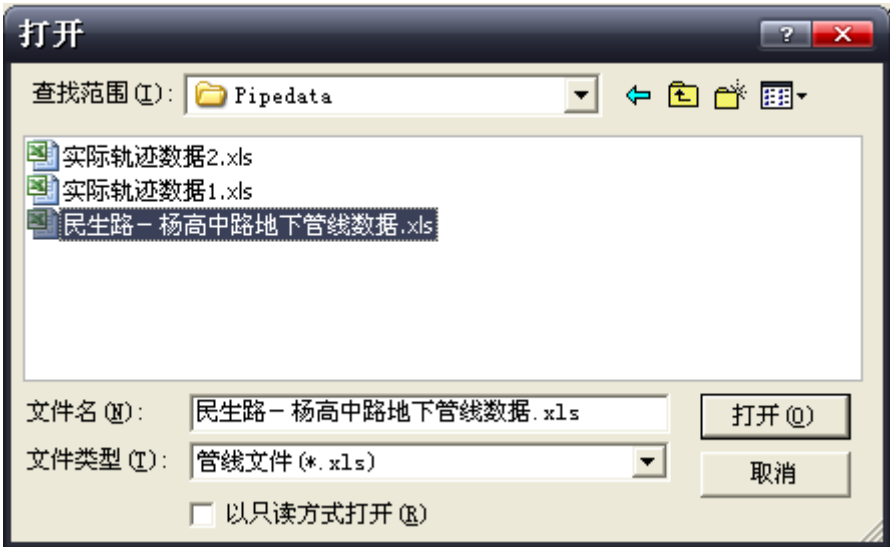 打开
查找范围(I): Pipedata
实际轨迹数据2.xls
实际轨迹数据1.xls
民生路－杨高中路地下管线数据.xls
文件名(N): 民生路－杨高中路地下管线数据.xls 打开(O)
文件类型(T): 管线文件(*.xls) 取消
以只读方式打开(R)